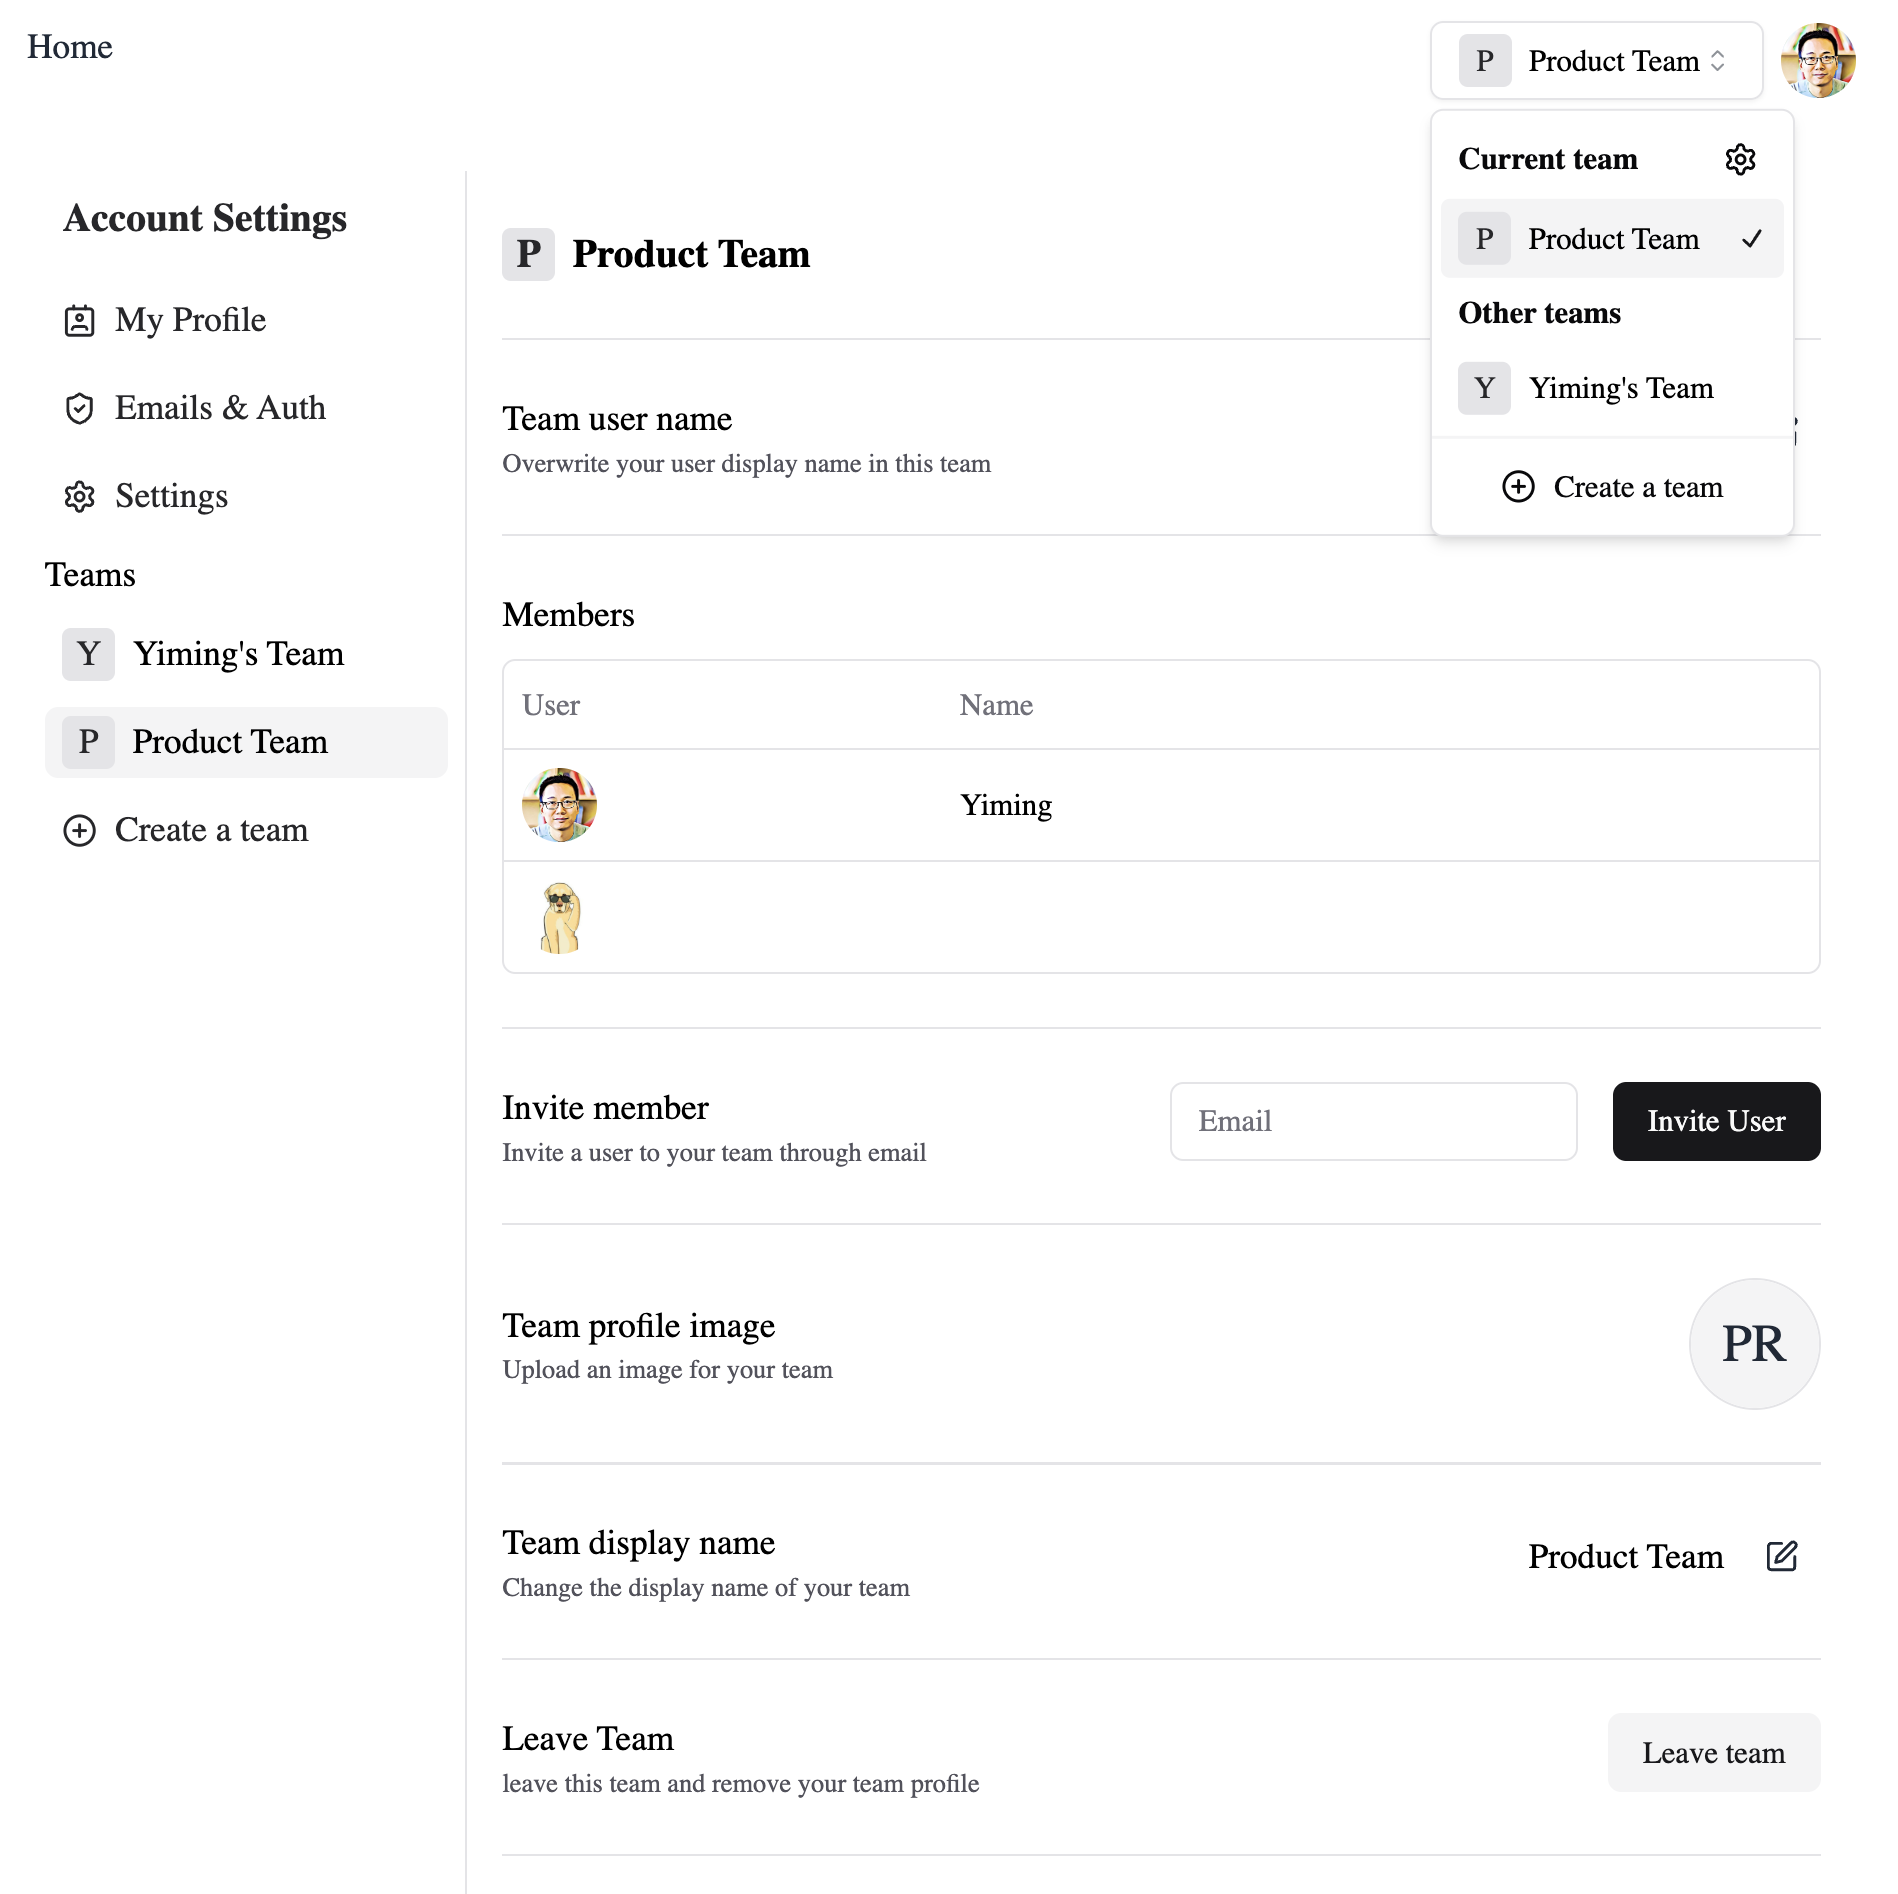 Home
P Product Team
Current team
P Product Team
Other teams
Y Yiming's Team
Create a team
Account Settings
My Profile
Emails & Auth
Settings
Teams
Y Yiming's Team
P Product Team
Create a team
P Product Team
Team user name
Overwrite your user display name in this team
Members
User Name
Yiming
Invite member
Invite a user to your team through email
Email
Invite User
Team profile image
Upload an image for your team
PR
Team display name
Change the display name of your team
Product Team
Leave Team
leave this team and remove your team profile
Leave team